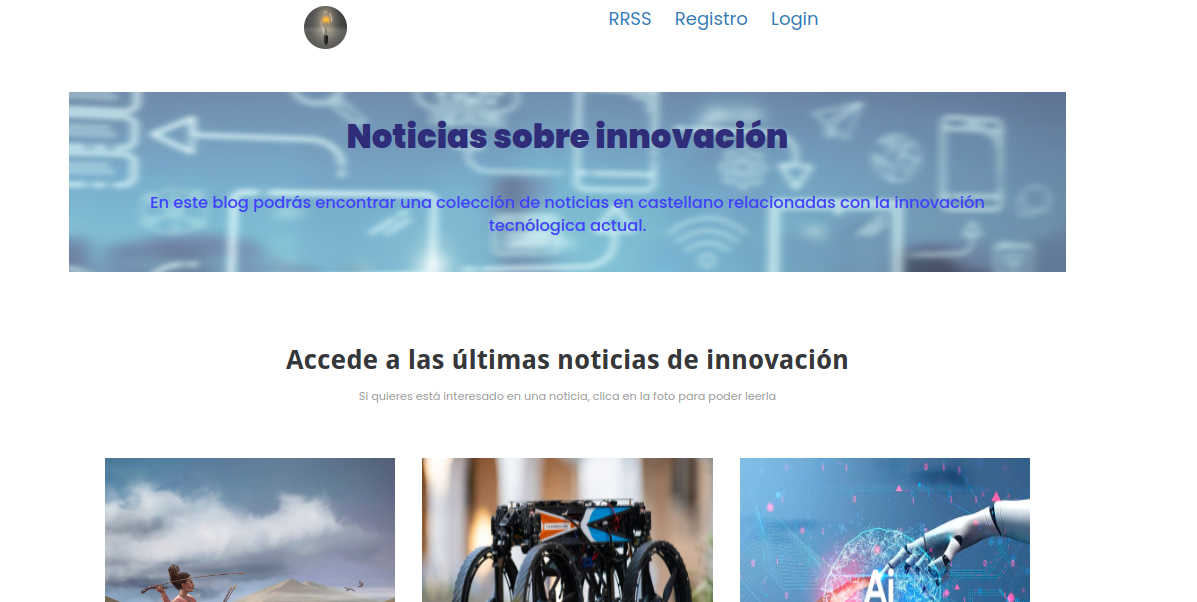 RRSS Registro Login
Noticias sobre innovación
En este blog podrás encontrar una colección de noticias en castellano relacionadas con la innovación
tecnólogica actual.
Accede a las últimas noticias de innovación
Si quieres está interesado en una noticia, clica en la foto para poder leerla
Ai